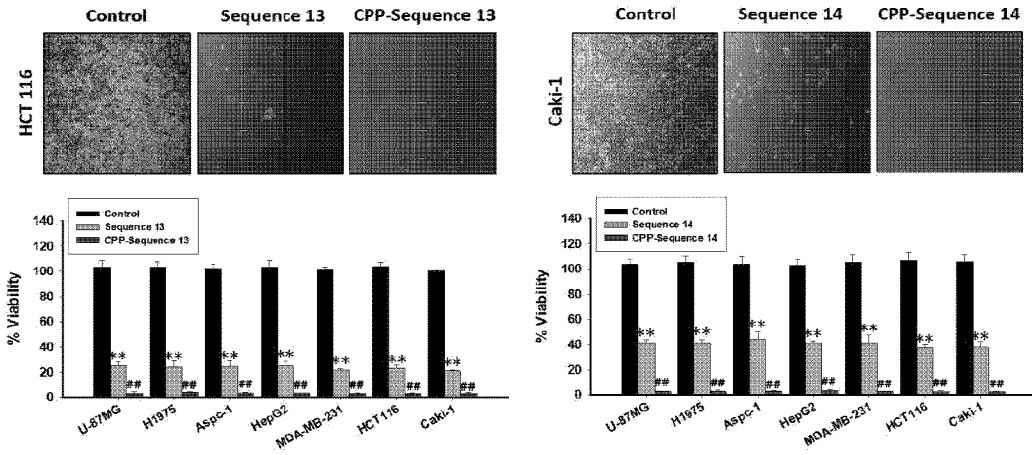 Control Sequence 13 CPP-Sequence 13
HCT 116
Control
Sequence 13
CPP-Sequence 13
% Viability
140
120
100
80
60
40
20
0
** ## ** ## ** ## ** ## ** ## ** ## ** ##
U-87MG H1975 Aspc-1 HepG2 MDA-MB-231 HCT116 Caki-1
Control Sequence 14 CPP-Sequence 14
Caki-1
Control
Sequence 14
CPP-Sequence 14
% Viability
140
120
100
80
60
40
20
0
** ## ** ## ** ## ** ## ** ## ** ## ** ##
U-87MG H1975 Aspc-1 HepG2 MDA-MB-231 HCT116 Caki-1